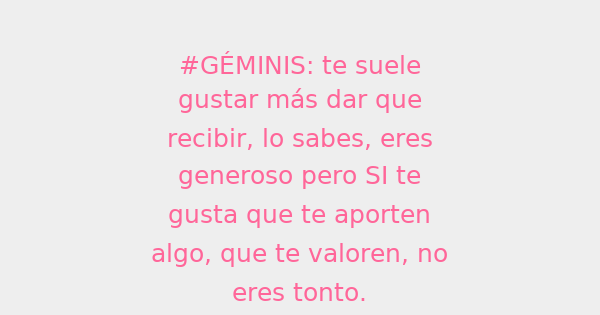 #GÉMINIS: te suele
gustar más dar que
recibir, lo sabes, eres
generoso pero SI te
gusta que te aporten
algo, que te valoren, no
eres tonto.